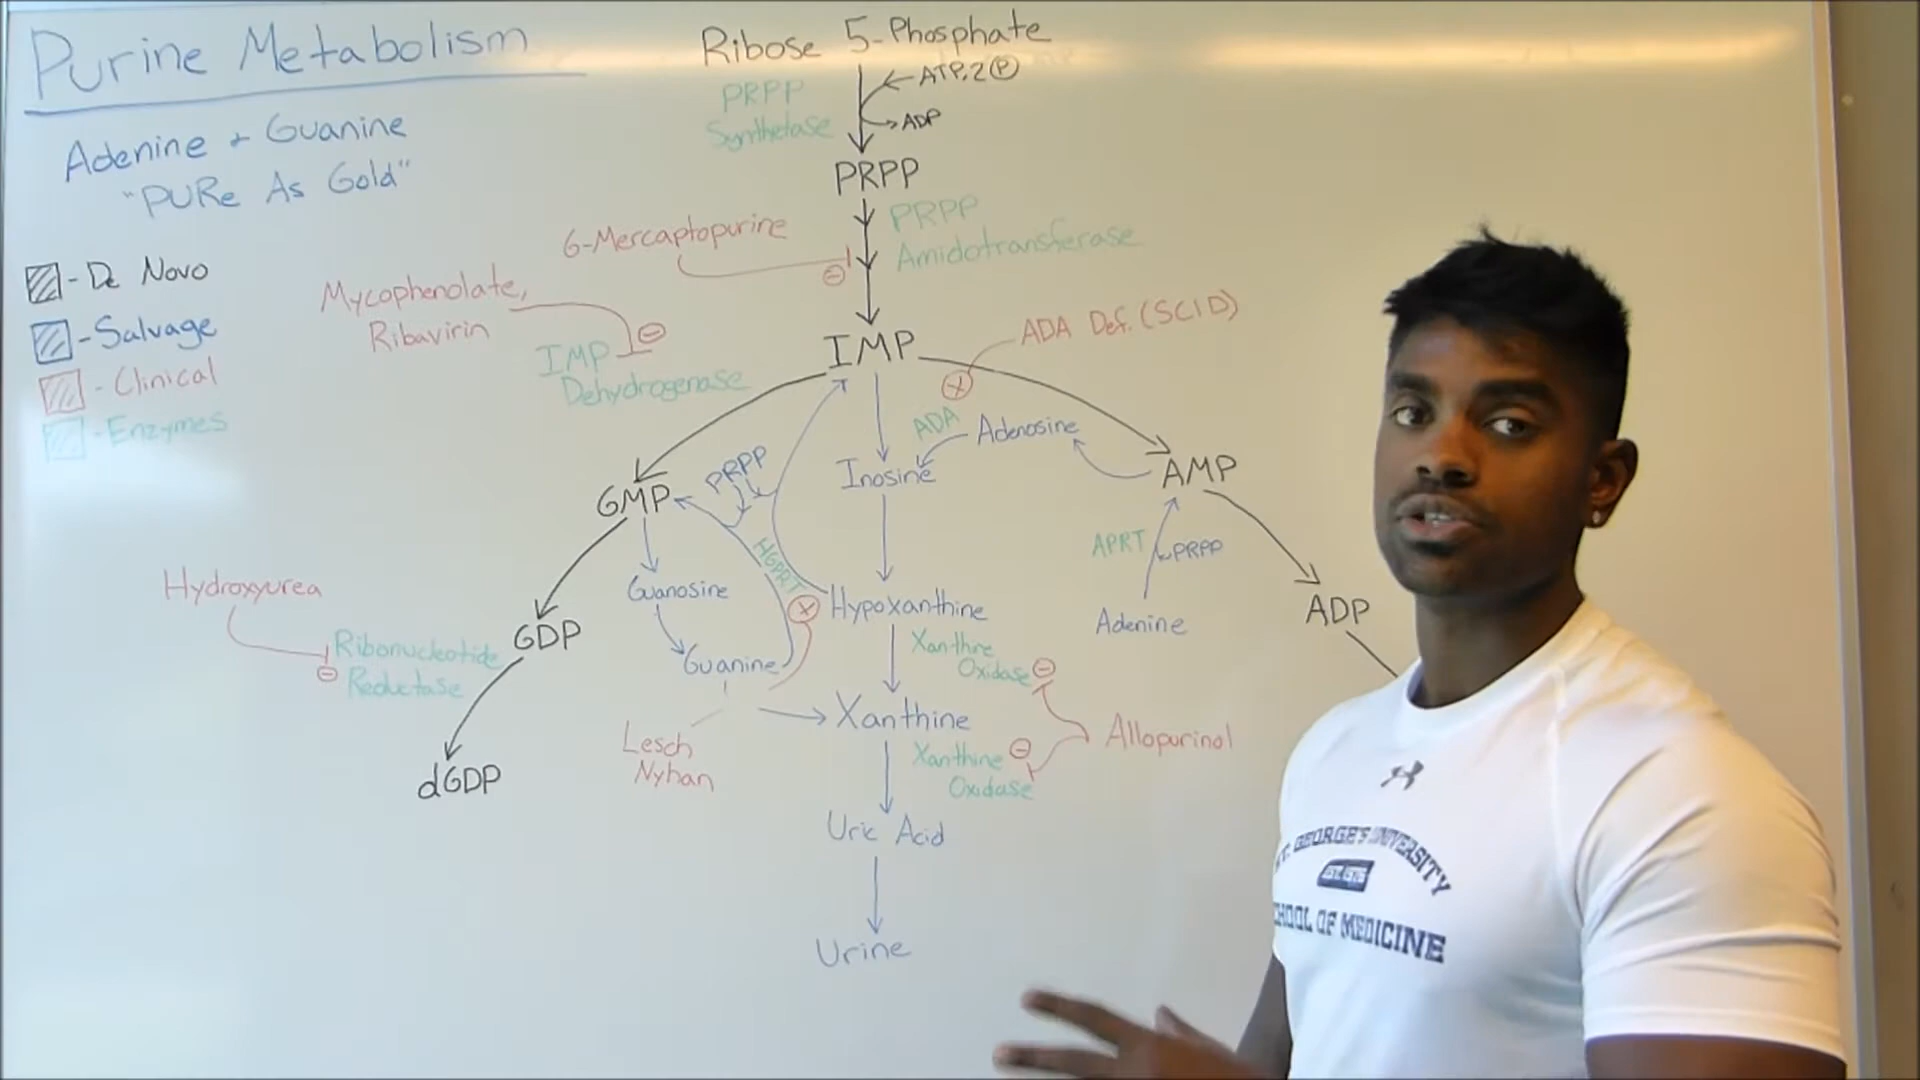 Purine Metabolism
Adenine + Guanine
"PURe As Gold"
- De Novo
- Salvage
- Clinical
- Enzymes
Ribose 5-Phosphate
PRPP
Synthetase
ATP, 2 P
ADP
PRPP
6-Mercaptopurine
PRPP
Amidotransferase
Mycophenolate,
Ribavirin
IMP
Dehydrogenase
IMP
ADA Def. (SCID)
ADA
Adenosine
Inosine
AMP
GMP
PRPP
HGPRT
APRT
PRPP
Adenine
ADP
Guanosine
Guanine
Hypoxanthine
Hydroxyurea
Ribonucleotide
Reductase
GDP
dGDP
Lesch
Nyhan
Xanthine
Oxidase
Xanthine
Xanthine
Oxidase
Allopurinol
Uric Acid
Urine
T. GEORGE'S UNIVERSITY
CHOOL OF MEDICINE